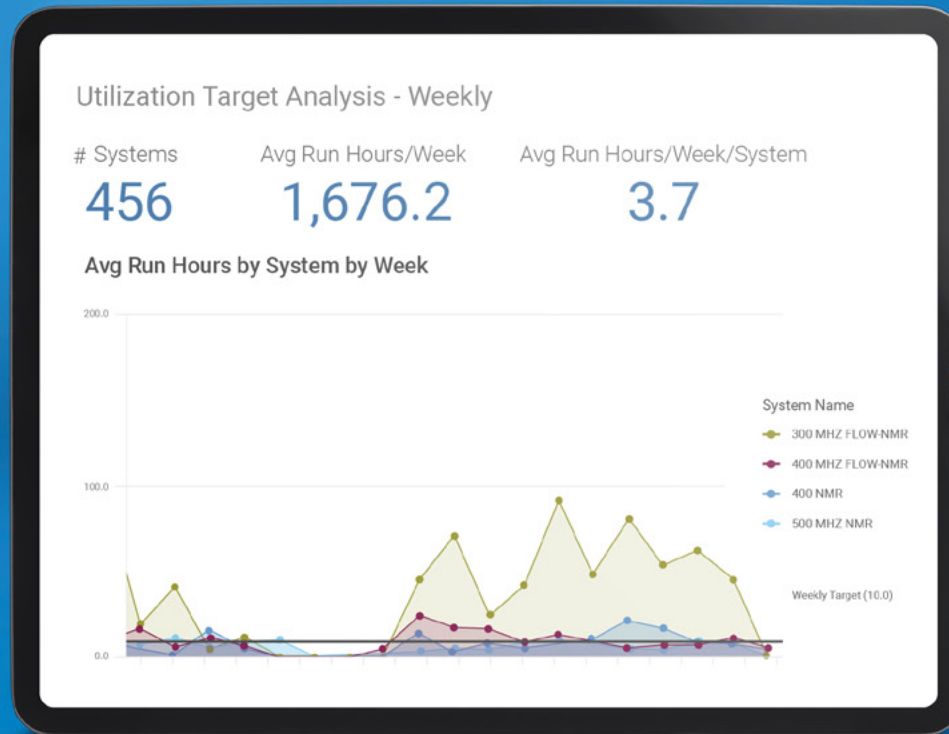 Utilization Target Analysis - Weekly
# Systems
Avg Run Hours/Week
Avg Run Hours/Week/System
456
1,676.2
3.7
Avg Run Hours by System by Week
200.0
100.0
0.0
System Name
300 MHZ FLOW-NMR
400 MHZ FLOW-NMR
400 NMR
500 MHZ NMR
Weekly Target (10.0)